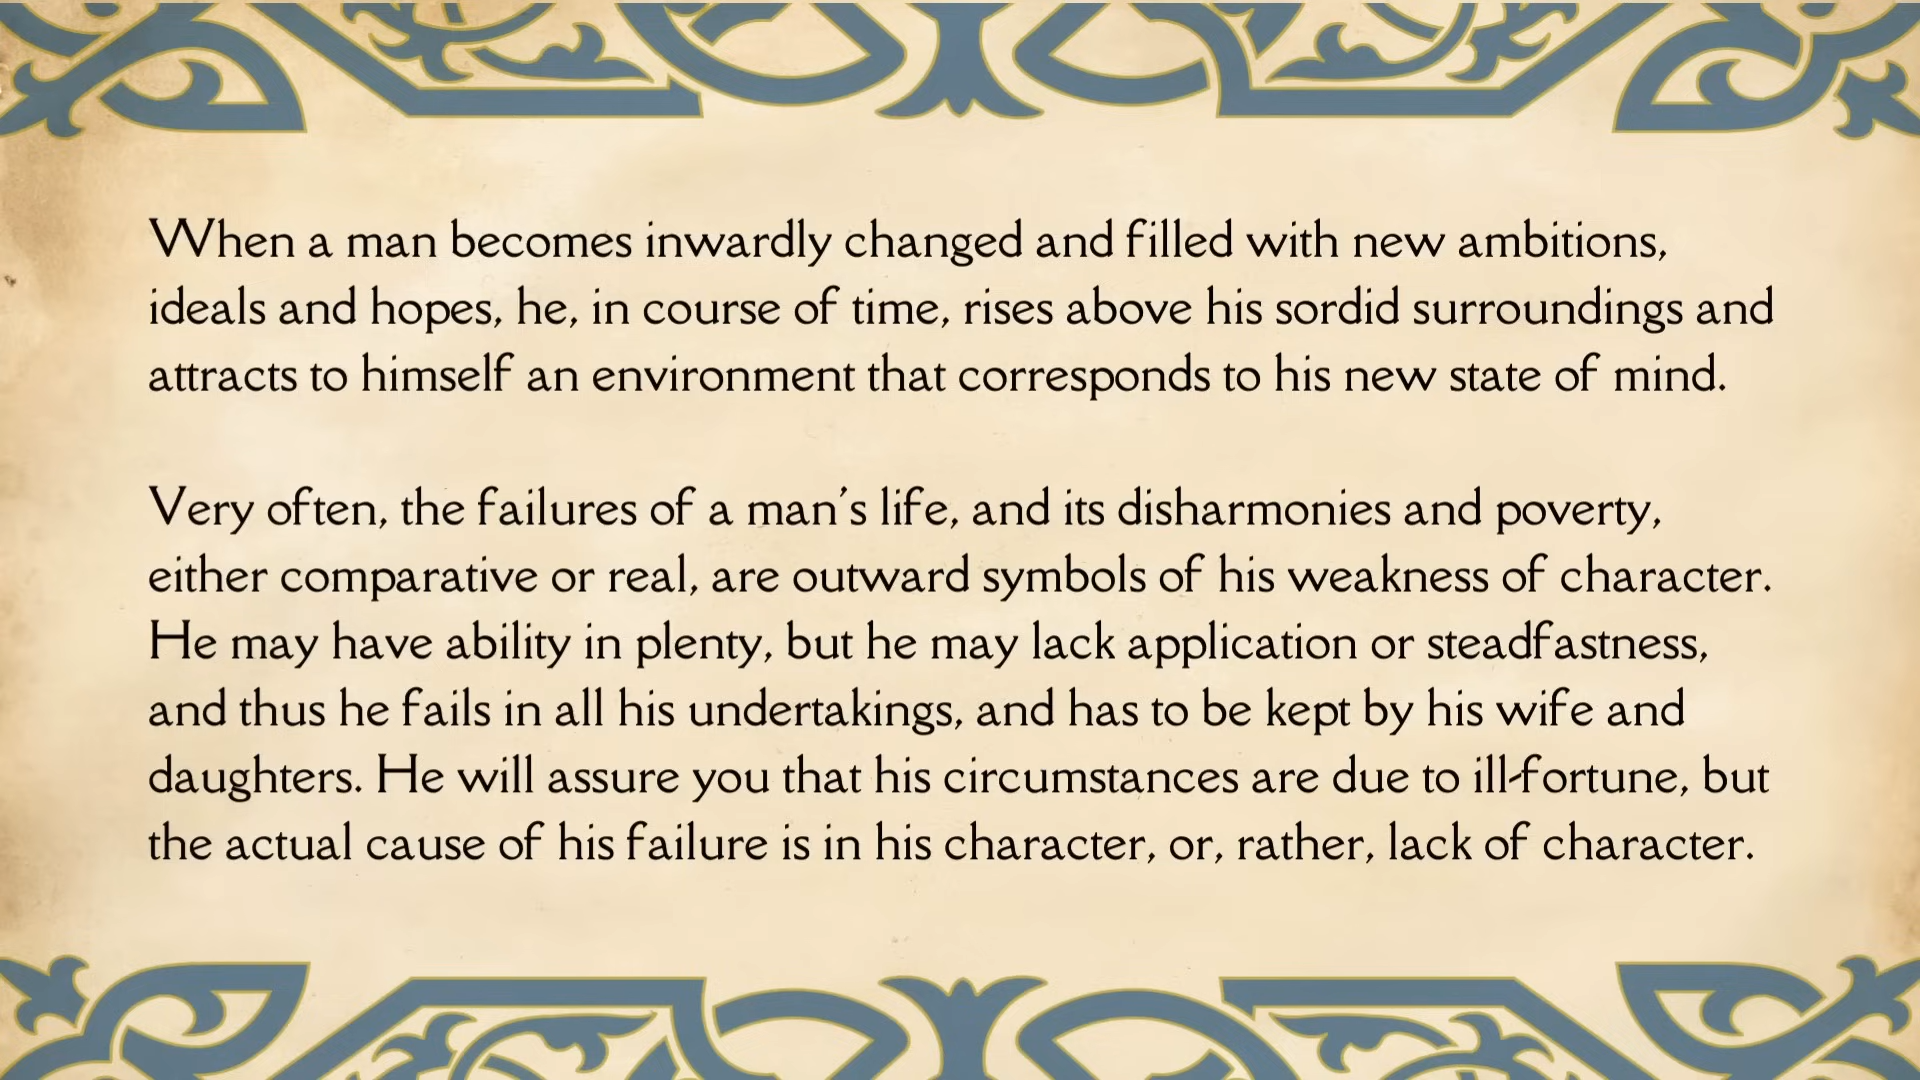 When a man becomes inwardly changed and filled with new ambitions,
ideals and hopes, he, in course of time, rises above his sordid surroundings and
attracts to himself an environment that corresponds to his new state of mind.
Very often, the failures of a man's life, and its disharmonies and poverty,
either comparative or real, are outward symbols of his weakness of character.
He may have ability in plenty, but he may lack application or steadfastness,
and thus he fails in all his undertakings, and has to be kept by his wife and
daughters. He will assure you that his circumstances are due to ill-fortune, but
the actual cause of his failure is in his character, or, rather, lack of character.